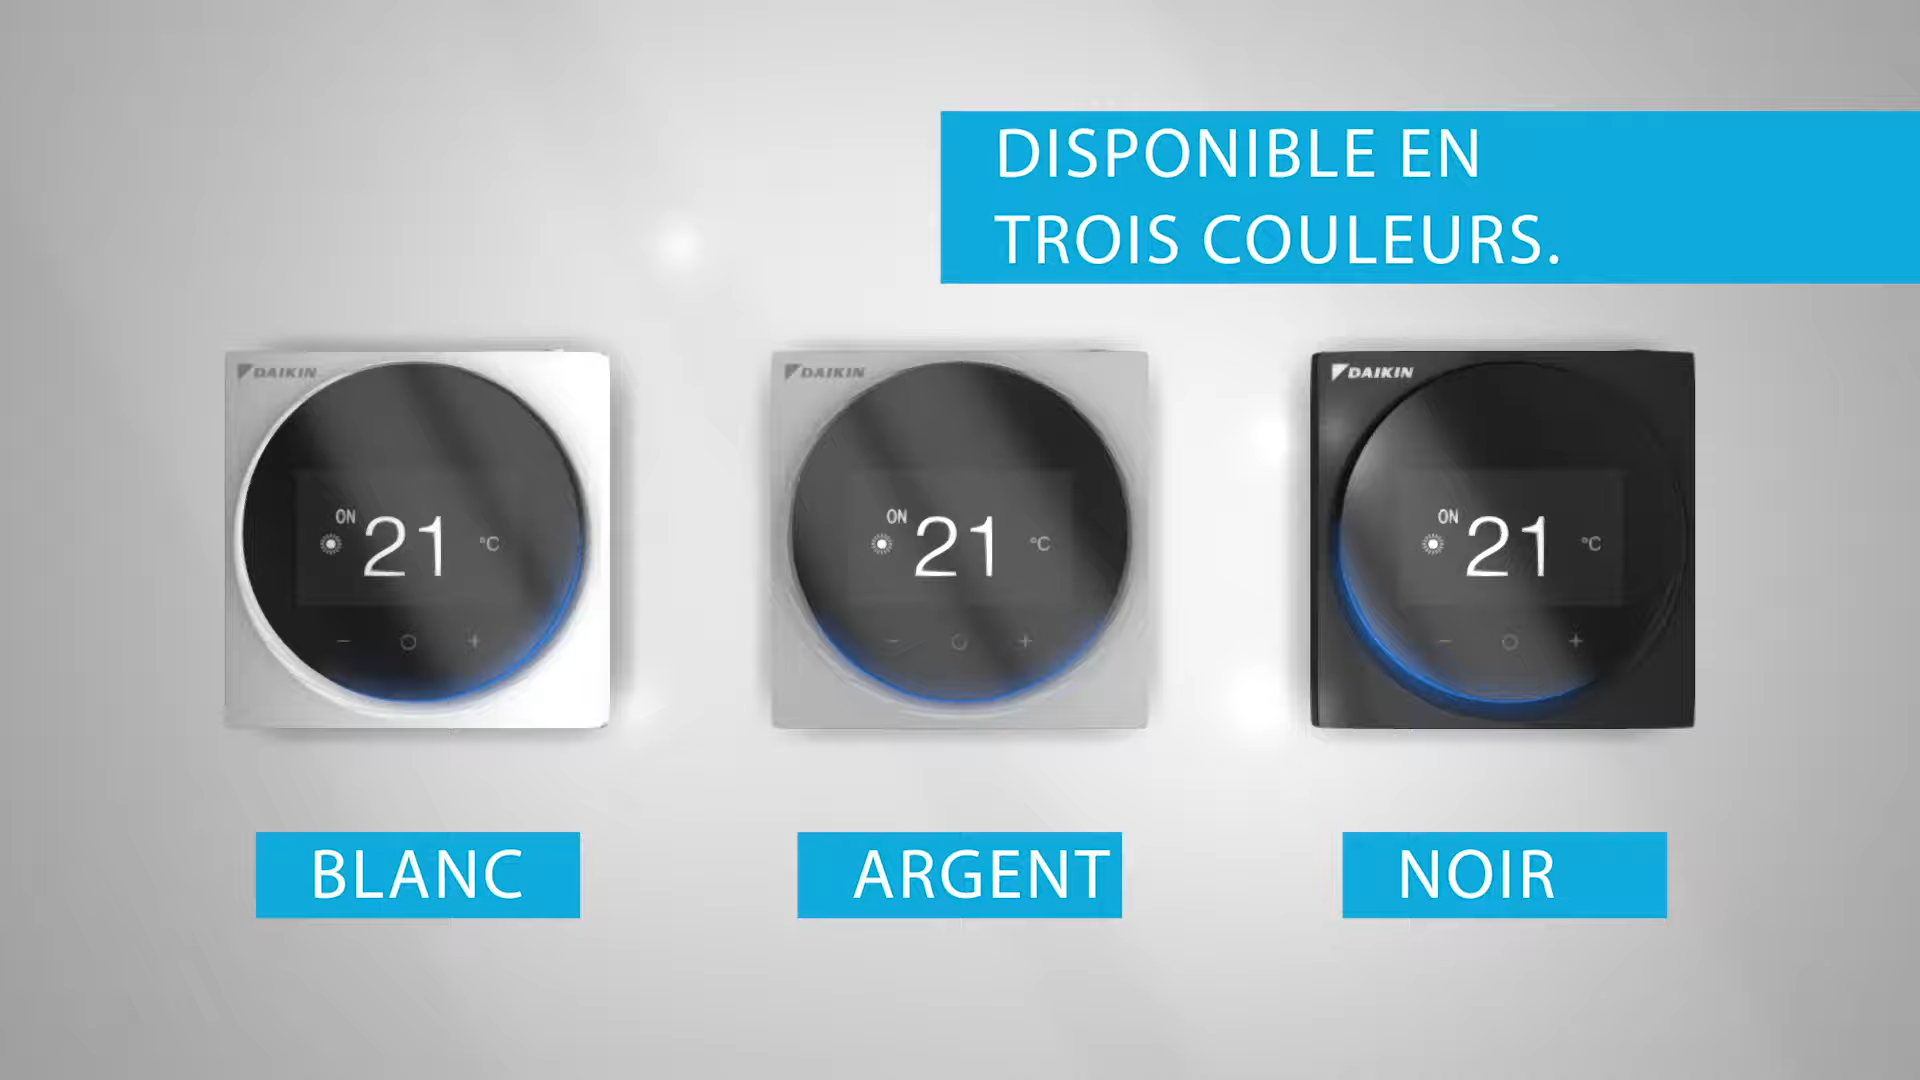 DISPONIBLE EN
TROIS COULEURS.
DAIKIN
ON
21 °C
DAIKIN
ON
21 °C
DAIKIN
ON
21 °C
BLANC
ARGENT
NOIR